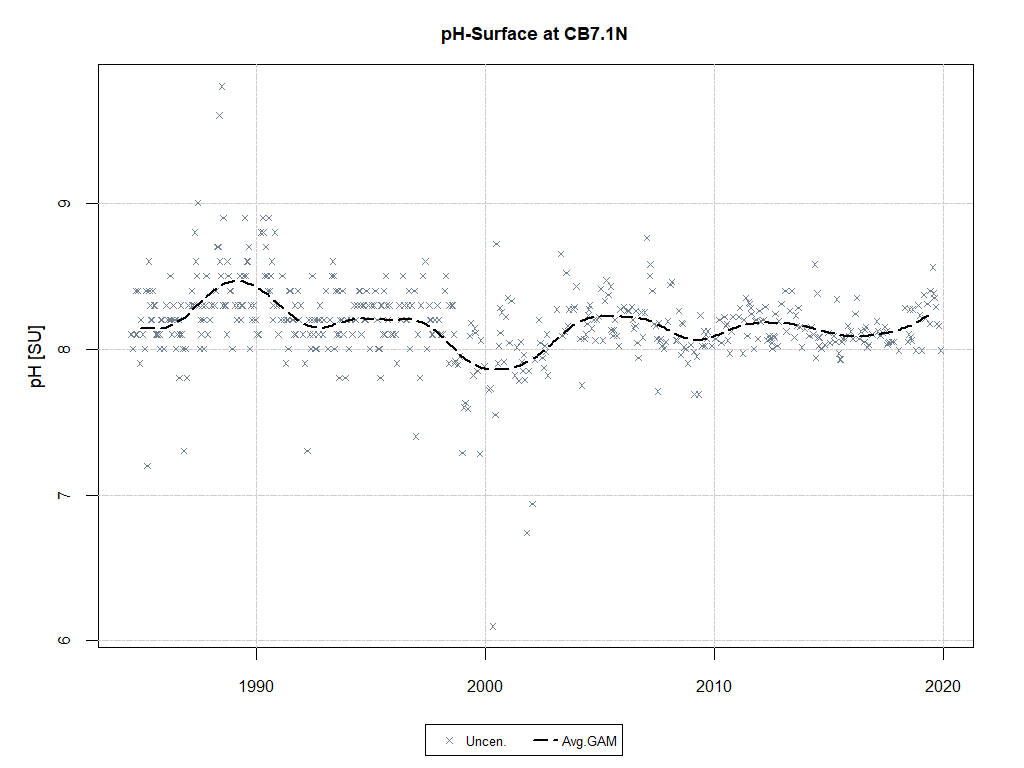 pH-Surface at CB7.1N
pH [SU]
9
8
7
6
1990 2000 2010 2020
Uncen. Avg.GAM